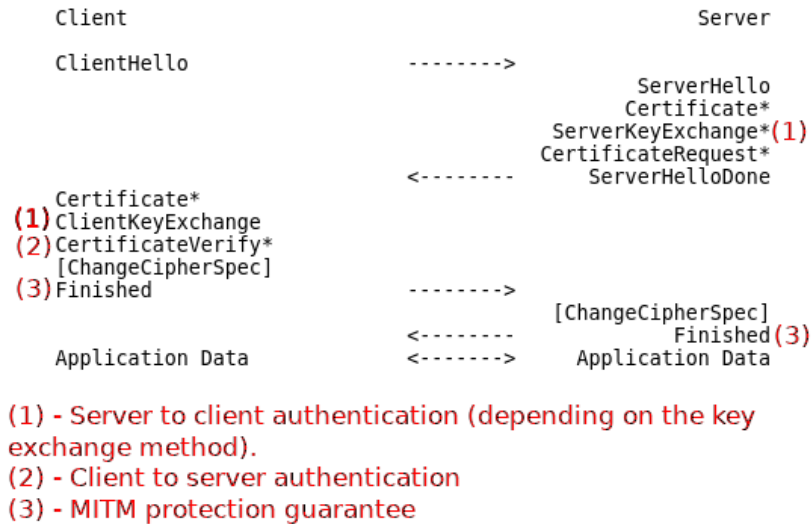 Client Server
ClientHello -------->
ServerHello
Certificate*
ServerKeyExchange* (1)
CertificateRequest*
<-------- ServerHelloDone
Certificate*
(1) ClientKeyExchange
(2) CertificateVerify*
[ChangeCipherSpec]
(3) Finished -------->
[ChangeCipherSpec]
<-------- Finished (3)
Application Data <-------> Application Data
(1) - Server to client authentication (depending on the key
exchange method).
(2) - Client to server authentication
(3) - MITM protection guarantee